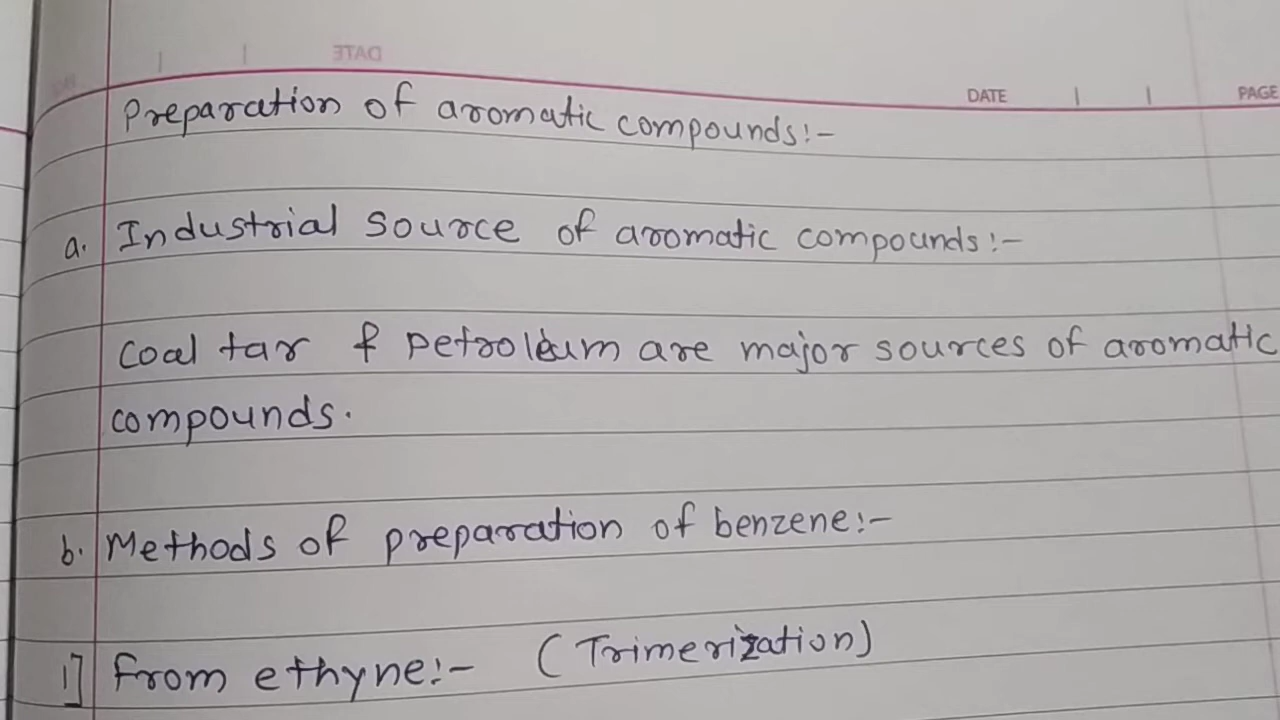 DATE
DATE | | PAGE
Preparation of aromatic compounds:-
a. Industrial source of aromatic compounds:-
Coal tar & petroleum are major sources of aromatic
compounds.
b. Methods of preparation of benzene:-
1] From ethyne:- (Trimerization)